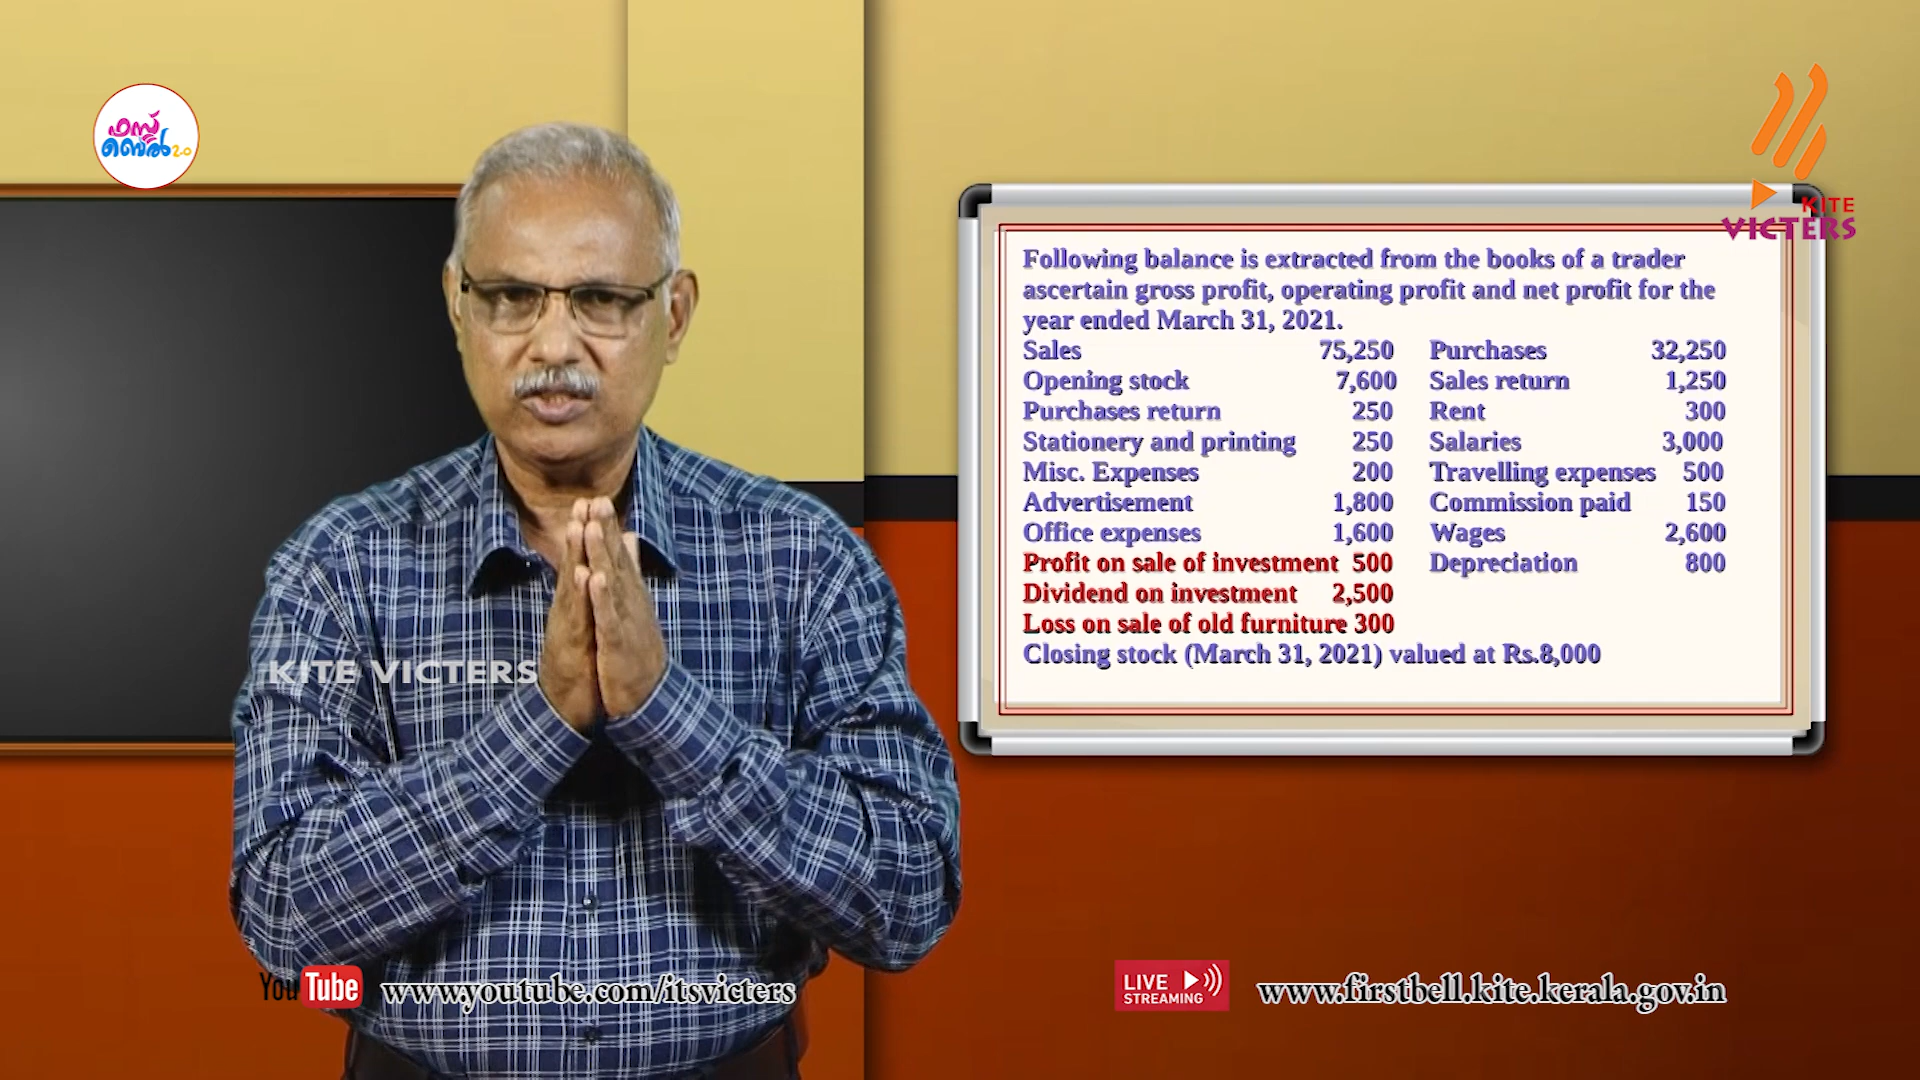 ഫസ്റ്റ്
ബെൽ 2.0
KITE
VICTERS
Following balance is extracted from the books of a trader
ascertain gross profit, operating profit and net profit for the
year ended March 31, 2021.
Sales 75,250 Purchases 32,250
Opening stock 7,600 Sales return 1,250
Purchases return 250 Rent 300
Stationery and printing 250 Salaries 3,000
Misc. Expenses 200 Travelling expenses 500
Advertisement 1,800 Commission paid 150
Office expenses 1,600 Wages 2,600
Profit on sale of investment 500 Depreciation 800
Dividend on investment 2,500
Loss on sale of old furniture 300
Closing stock (March 31, 2021) valued at Rs.8,000
KITE VICTERS
YouTube www.youtube.com/itsvicters
LIVE STREAMING www.firstbell.kite.kerala.gov.in